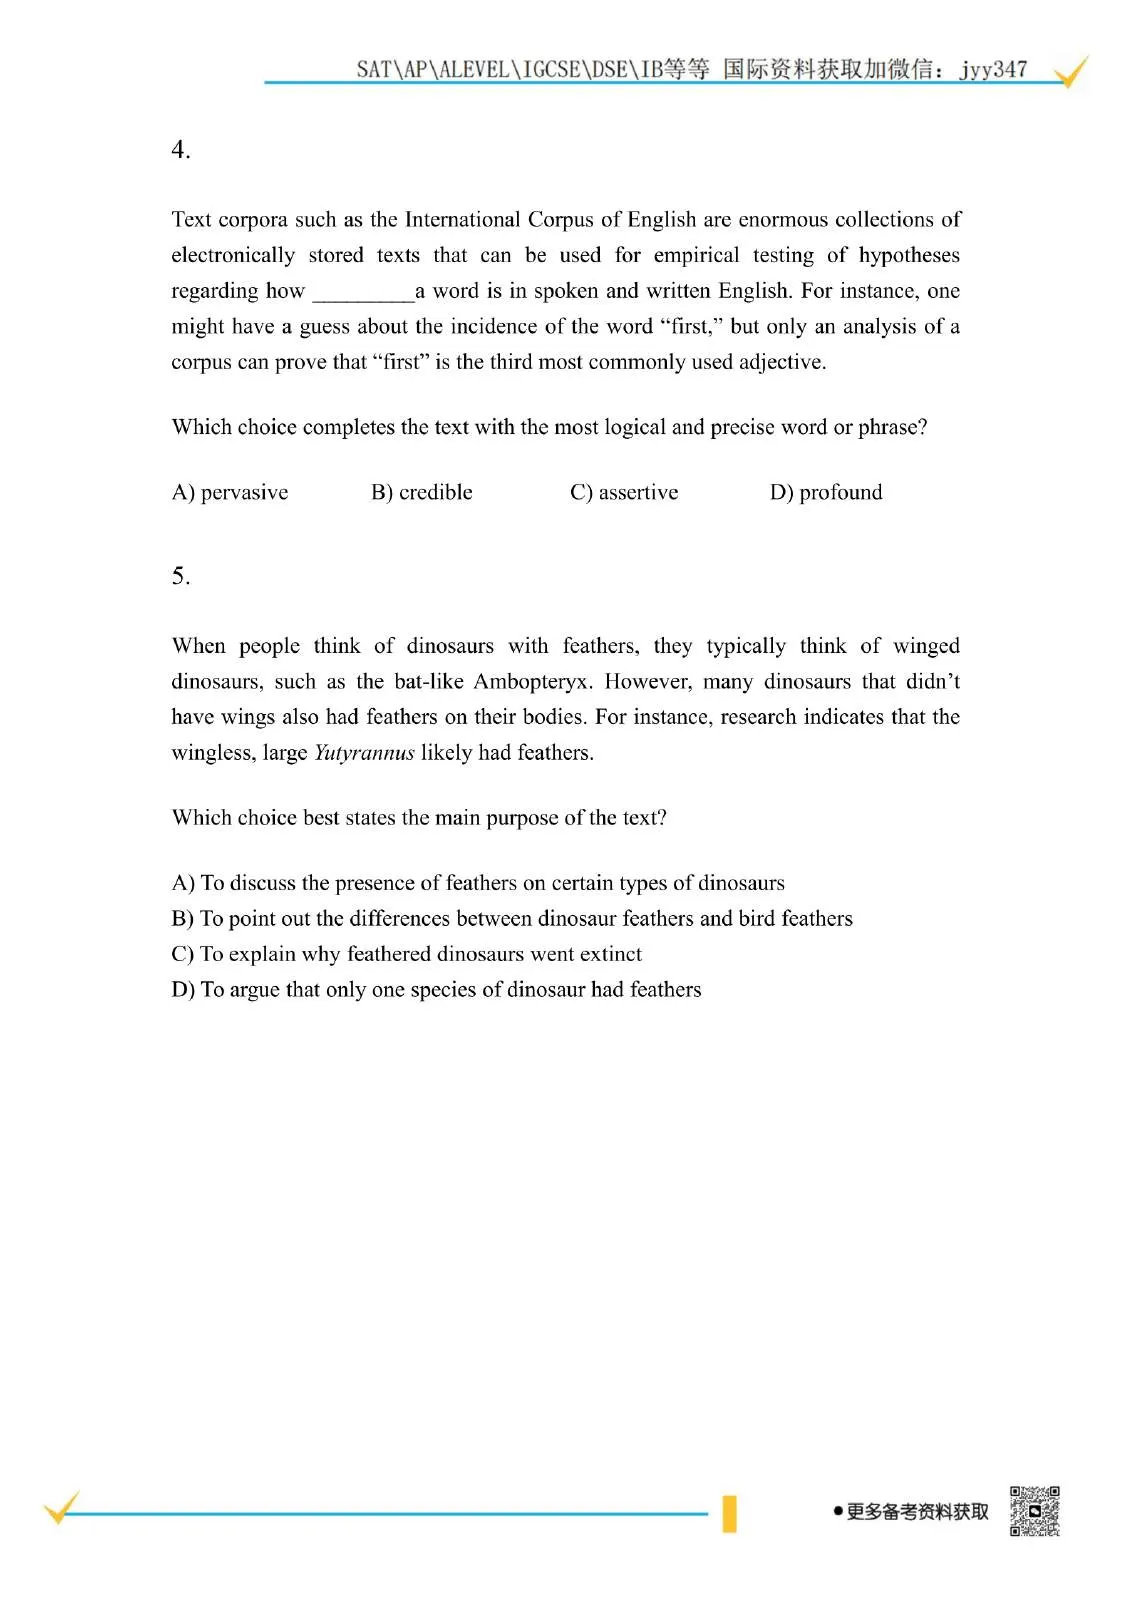 SAT\AP\ALEVEL\IGCSE\DSE\IB等等 国际资料获取加微信：jyy347
4.
Text corpora such as the International Corpus of English are enormous collections of
electronically stored texts that can be used for empirical testing of hypotheses
regarding how _________a word is in spoken and written English. For instance, one
might have a guess about the incidence of the word “first,” but only an analysis of a
corpus can prove that “first” is the third most commonly used adjective.
Which choice completes the text with the most logical and precise word or phrase?
A) pervasive B) credible C) assertive D) profound
5.
When people think of dinosaurs with feathers, they typically think of winged
dinosaurs, such as the bat-like Ambopteryx. However, many dinosaurs that didn’t
have wings also had feathers on their bodies. For instance, research indicates that the
wingless, large Yutyrannus likely had feathers.
Which choice best states the main purpose of the text?
A) To discuss the presence of feathers on certain types of dinosaurs
B) To point out the differences between dinosaur feathers and bird feathers
C) To explain why feathered dinosaurs went extinct
D) To argue that only one species of dinosaur had feathers
●更多备考资料获取